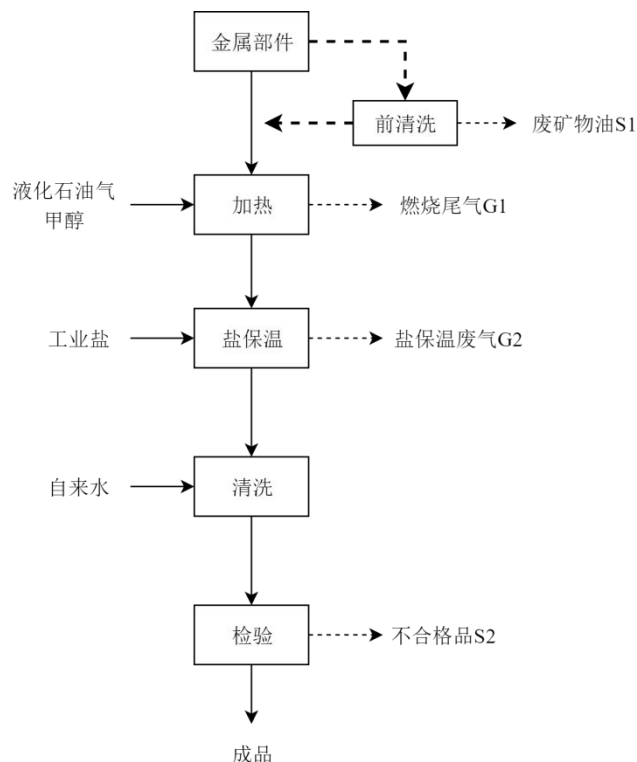 金属部件
前清洗
废矿物油S1
液化石油气
甲醇
加热
燃烧尾气G1
工业盐
盐保温
盐保温废气G2
自来水
清洗
检验
不合格品S2
成品